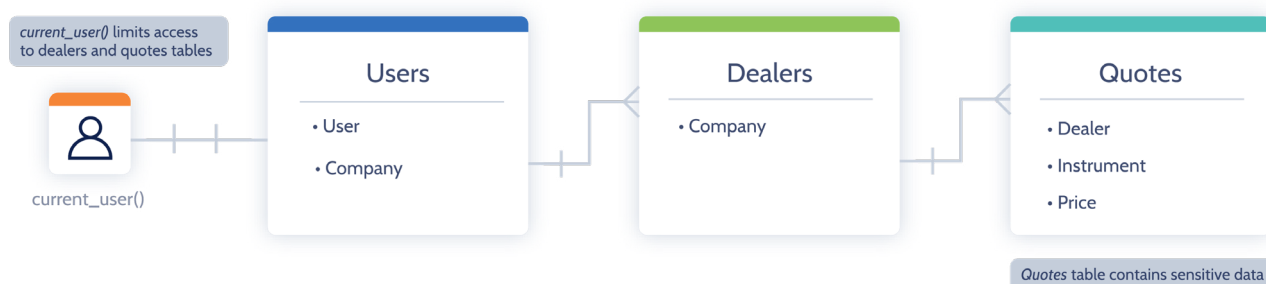 current_user() limits access
to dealers and quotes tables
current_user()
Users
• User
• Company
Dealers
• Company
Quotes
• Dealer
• Instrument
• Price
Quotes table contains sensitive data